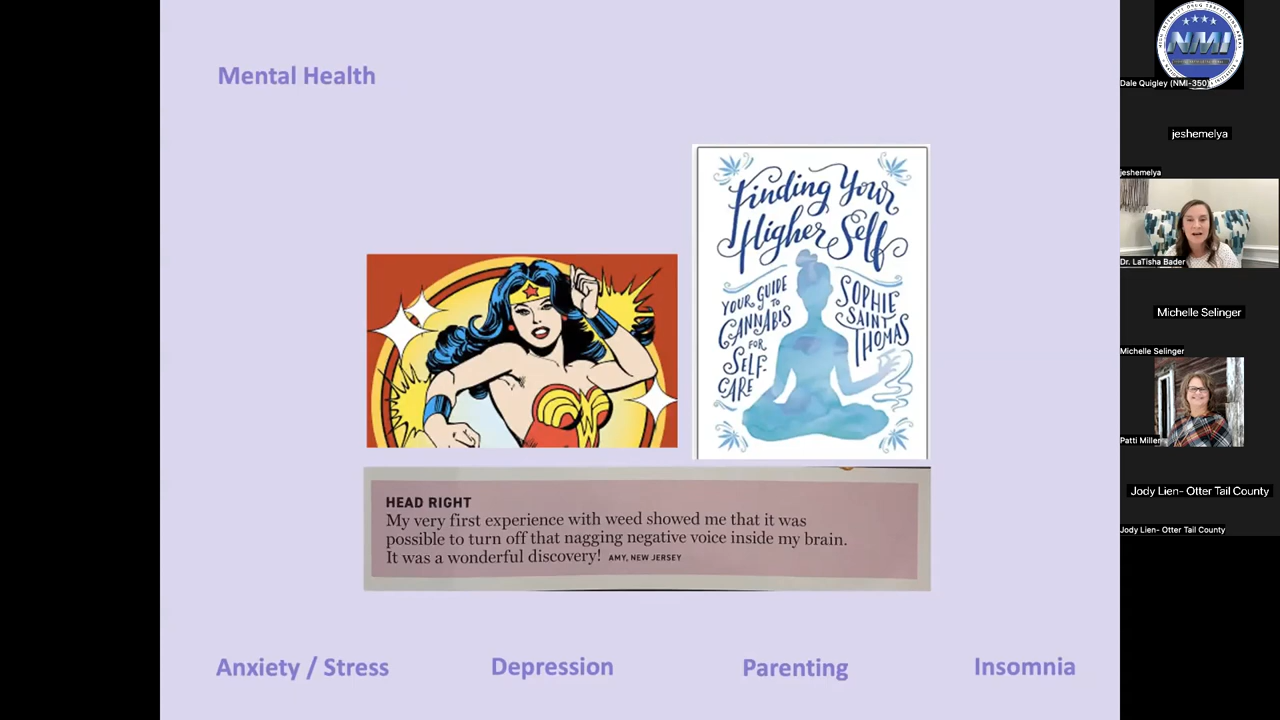 Mental Health
Finding Your
Higher Self
YOUR GUIDE
TO
CANNABIS
FOR
SELF-
CARE
SOPHIE
SAINT
THOMAS
HEAD RIGHT
My very first experience with weed showed me that it was
possible to turn off that nagging negative voice inside my brain.
It was a wonderful discovery! AMY, NEW JERSEY
Anxiety / Stress
Depression
Parenting
Insomnia
NMI
Dale Quigley (NMI-350)
jeshemelya
jeshemelya
Dr. LaTisha Bader
Michelle Selinger
Michelle Selinger
Patti Miller
Jody Lien- Otter Tail County
Jody Lien- Otter Tail County